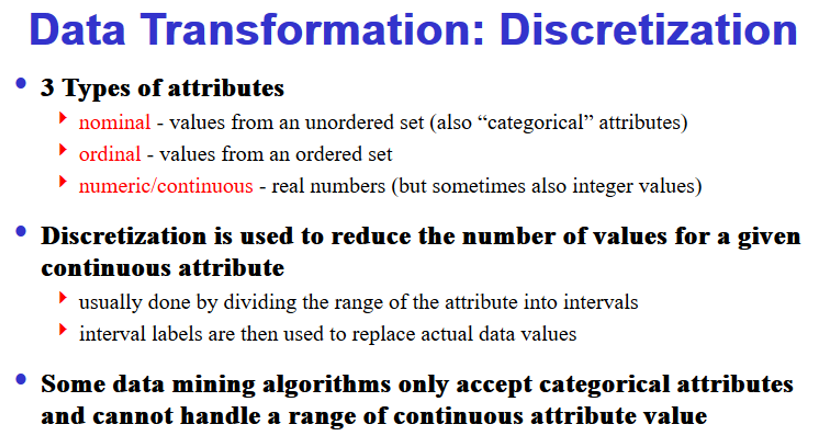 Data Transformation: Discretization
3 Types of attributes
nominal - values from an unordered set (also “categorical” attributes)
ordinal - values from an ordered set
numeric/continuous - real numbers (but sometimes also integer values)
Discretization is used to reduce the number of values for a given
continuous attribute
usually done by dividing the range of the attribute into intervals
interval labels are then used to replace actual data values
Some data mining algorithms only accept categorical attributes
and cannot handle a range of continuous attribute value